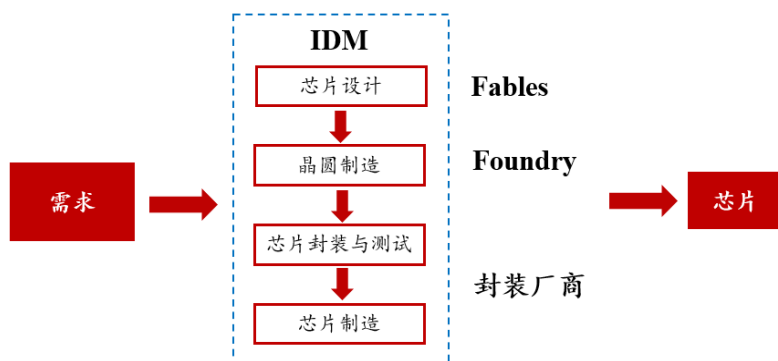 IDM
芯片设计
Fables
晶圆制造
Foundry
需求
芯片
芯片封装与测试
封装厂商
芯片制造